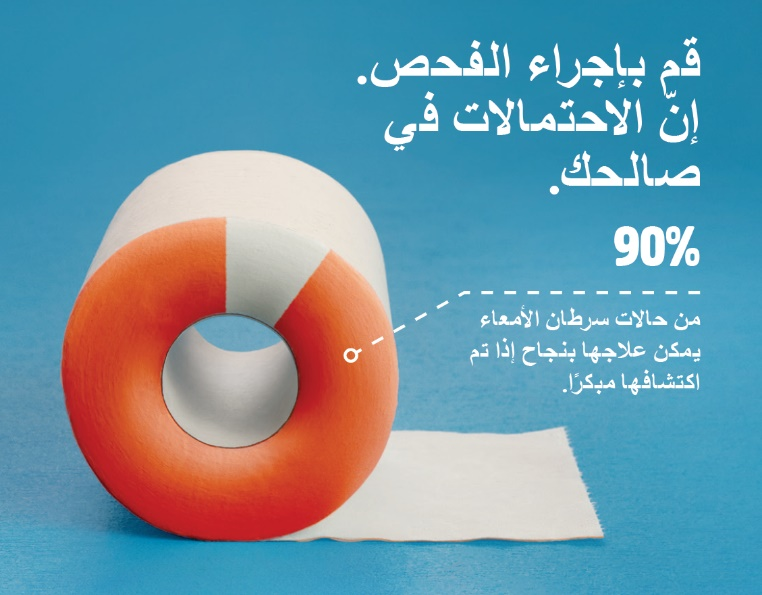 قم بإجراء الفحص.
إنّ الاحتمالات في
صالحك.
90%
من حالات سرطان الأمعاء
يمكن علاجها بنجاح إذا تم
اكتشافها مبكرًا.